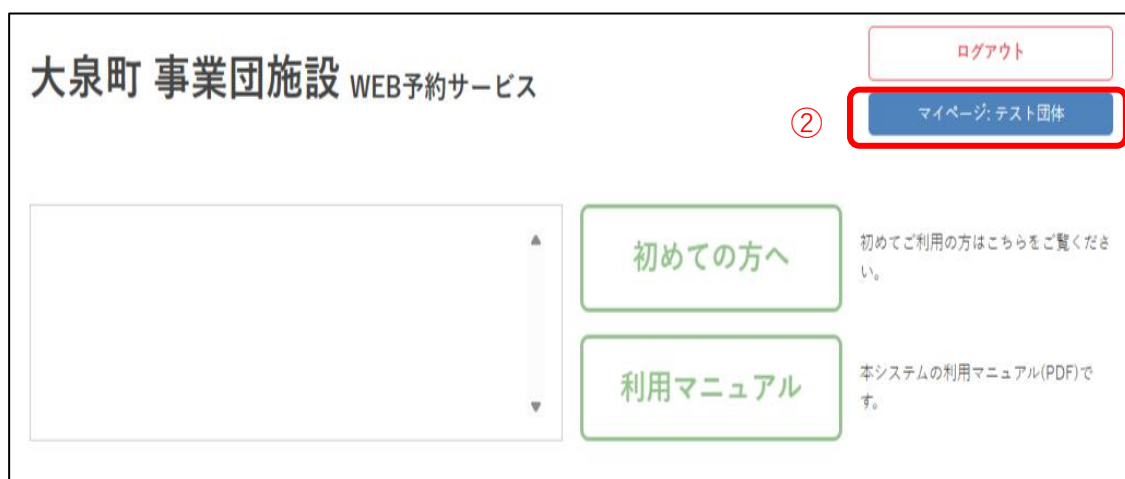 大泉町 事業団施設 WEB予約サービス
ログアウト
②
マイページ: テスト団体
初めての方へ
初めてご利用の方はこちらをご覧くださ
い。
利用マニュアル
本システムの利用マニュアル(PDF)で
す。